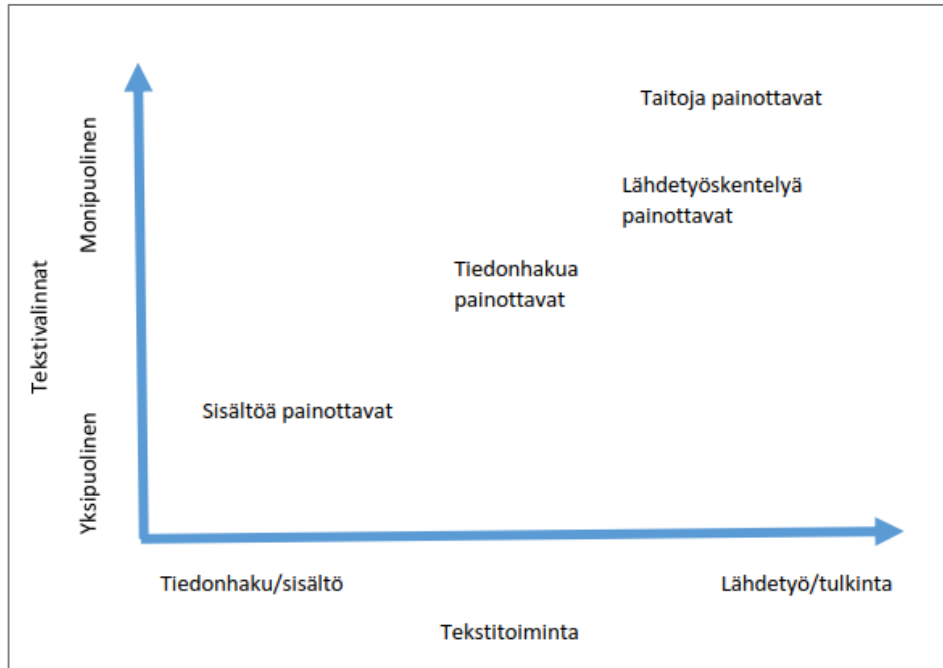 Taitoja painottavat
Lähdetyöskentelyä
painottavat
Tiedonhakua
painottavat
Sisältöä painottavat
Tekstivalinnat
Monipuolinen
Yksipuolinen
Tiedonhaku/sisältö
Lähdetyö/tulkinta
Tekstitoiminta